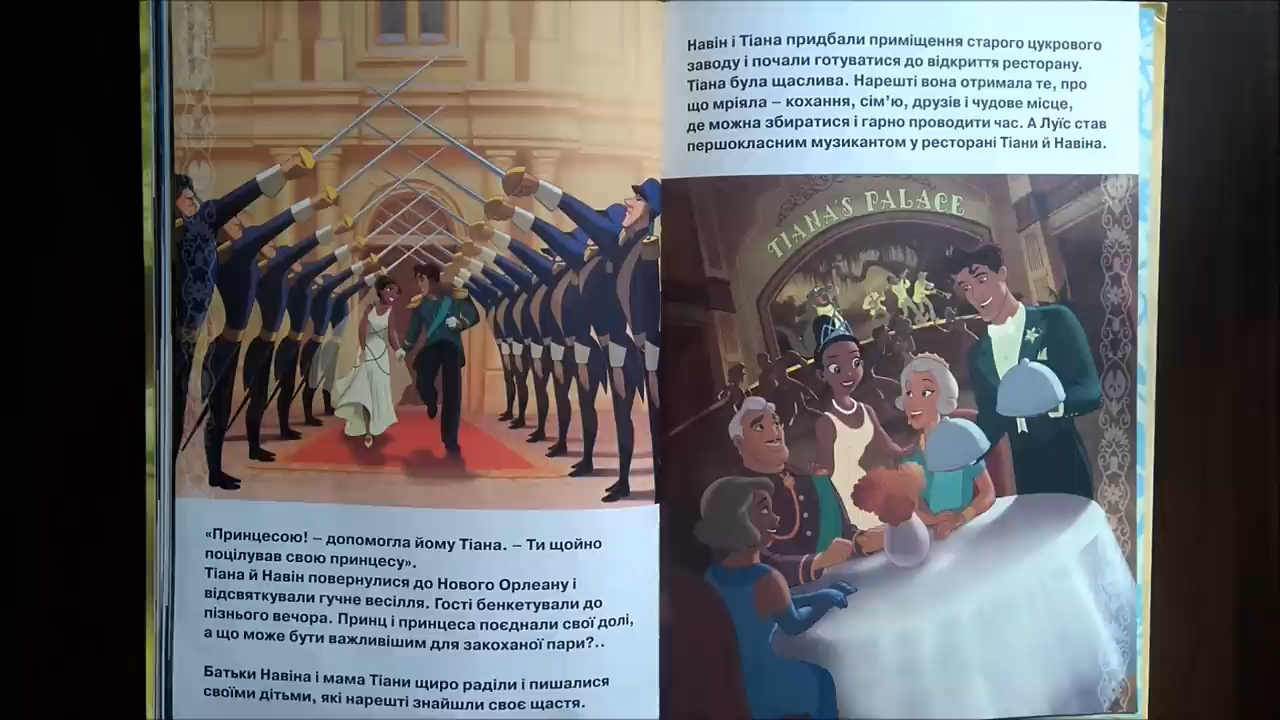 «Принцесою! – допомогла йому Тіана. – Ти щойно
поцілував свою принцесу».
Тіана й Навін повернулися до Нового Орлеану і
відсвяткували гучне весілля. Гості бенкетували до
пізнього вечора. Принц і принцеса поєднали свої долі,
а що може бути важливішим для закоханої пари?..
Батьки Навіна і мама Тіани щиро раділи і пишалися
своїми дітьми, які нарешті знайшли своє щастя.
Навін і Тіана придбали приміщення старого цукрового
заводу і почали готуватися до відкриття ресторану.
Тіана була щаслива. Нарешті вона отримала те, про
що мріяла – кохання, сім’ю, друзів і чудове місце,
де можна збиратися і гарно проводити час. А Луїс став
першокласним музикантом у ресторані Тіани й Навіна.
TIANA'S PALACE